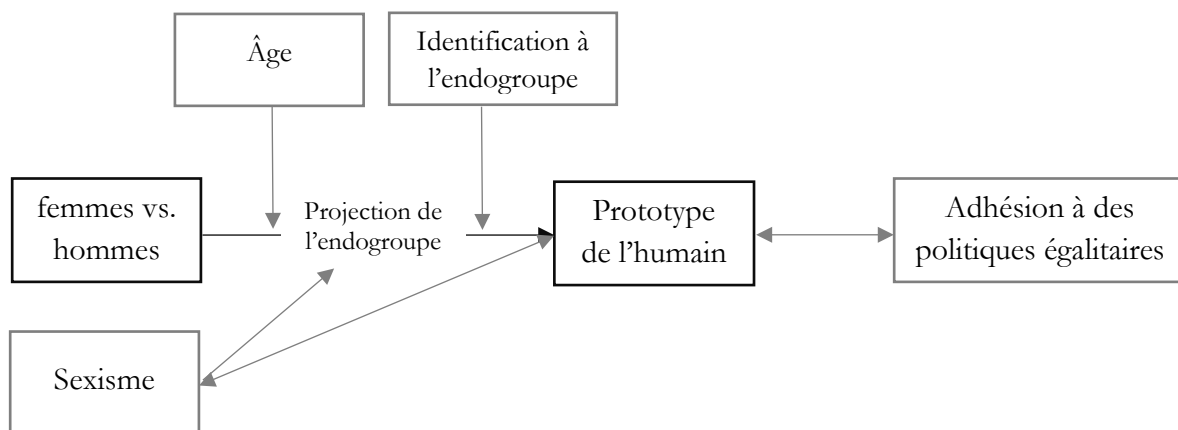 Âge
Identification à
l’endogroupe
femmes vs.
hommes
Projection de
l’endogroupe
Prototype
de l’humain
Adhésion à des
politiques égalitaires
Sexisme